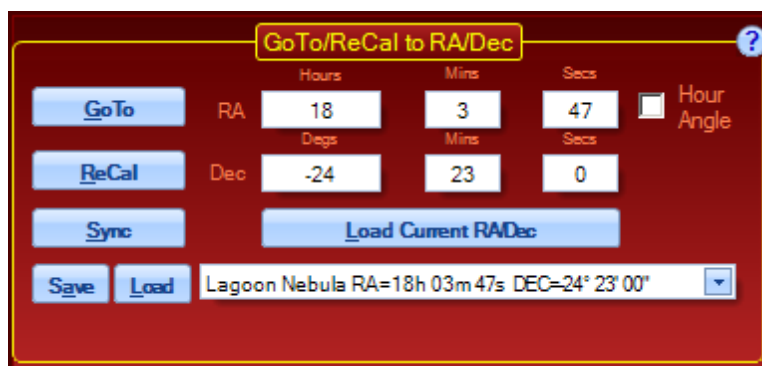 GoTo/ReCal to RA/Dec
?
Hours Mins Secs
GoTo RA 18 3 47 Hour Angle
Degs Mins Secs
ReCal Dec -24 23 0
Sync Load Current RA/Dec
Save Load Lagoon Nebula RA=18h 03m 47s DEC=-24° 23' 00"